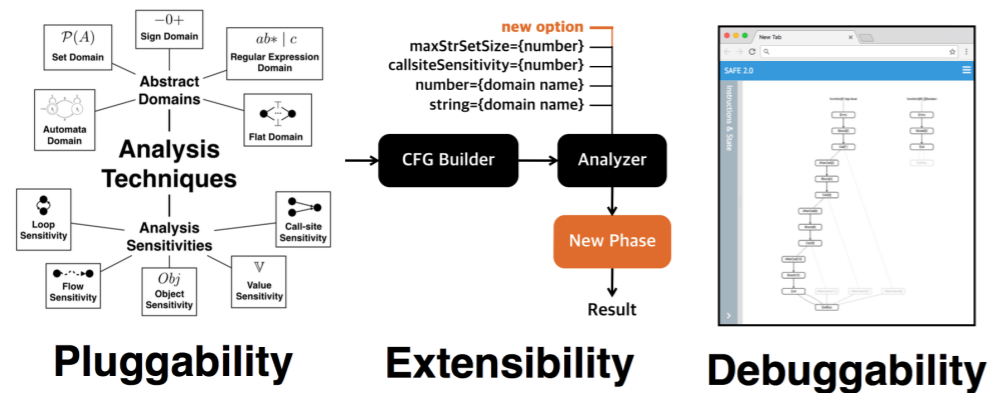 P(A)
Set Domain
−0+
Sign Domain
ab∗ | c
Regular Expression
Domain
Abstract
Domains
Automata
Domain
Flat Domain
Analysis
Techniques
Loop
Sensitivity
Analysis
Sensitivities
Call-site
Sensitivity
Flow
Sensitivity
Obj
Object
Sensitivity
𝕍
Value
Sensitivity
Pluggability
new option
maxStrSetSize={number}
callsiteSensitivity={number}
number={domain name}
string={domain name}
CFG Builder
Analyzer
New Phase
Result
Extensibility
New Tab
SAFE 2.0
Instructions & State
Debuggability